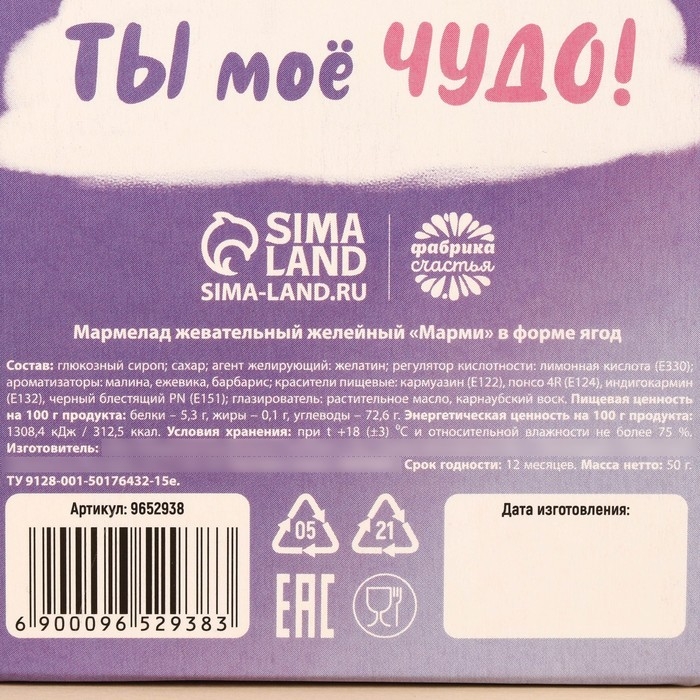 ТЫ моё ЧУДО!
SIMA
LAND
SIMA-LAND.RU
фабрика
счастья
Мармелад жевательный желейный «Марми» в форме ягод
Состав: глюкозный сироп; сахар; агент желирующий: желатин; регулятор кислотности: лимонная кислота (Е330);
ароматизаторы: малина, ежевика, барбарис; красители пищевые: кармуазин (Е122), понсо 4R (Е124), индигокармин
(Е132), черный блестящий PN (Е151); глазирователь: растительное масло, карнаубский воск. Пищевая ценность
на 100 г продукта: белки – 5,3 г, жиры – 0,1 г, углеводы – 72,6 г. Энергетическая ценность на 100 г продукта:
1308,4 кДж / 312,5 ккал. Условия хранения: при t +18 (±3) °C и относительной влажности не более 75 %.
Изготовитель:
Срок годности: 12 месяцев. Масса нетто: 50 г.
ТУ 9128-001-50176432-15е.
Артикул: 9652938
6 900096 529383
05
21
EAC
Дата изготовления: